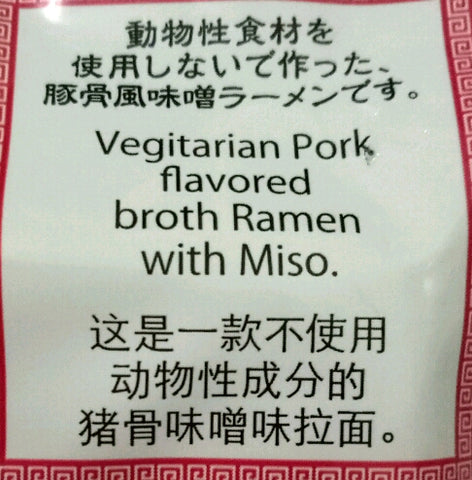 動物性食材を
使用しないで作った、
豚骨風味噌ラーメンです。
Vegitarian Pork
flavored
broth Ramen
with Miso.
这是一款不使用
动物性成分的
猪骨味噌味拉面。